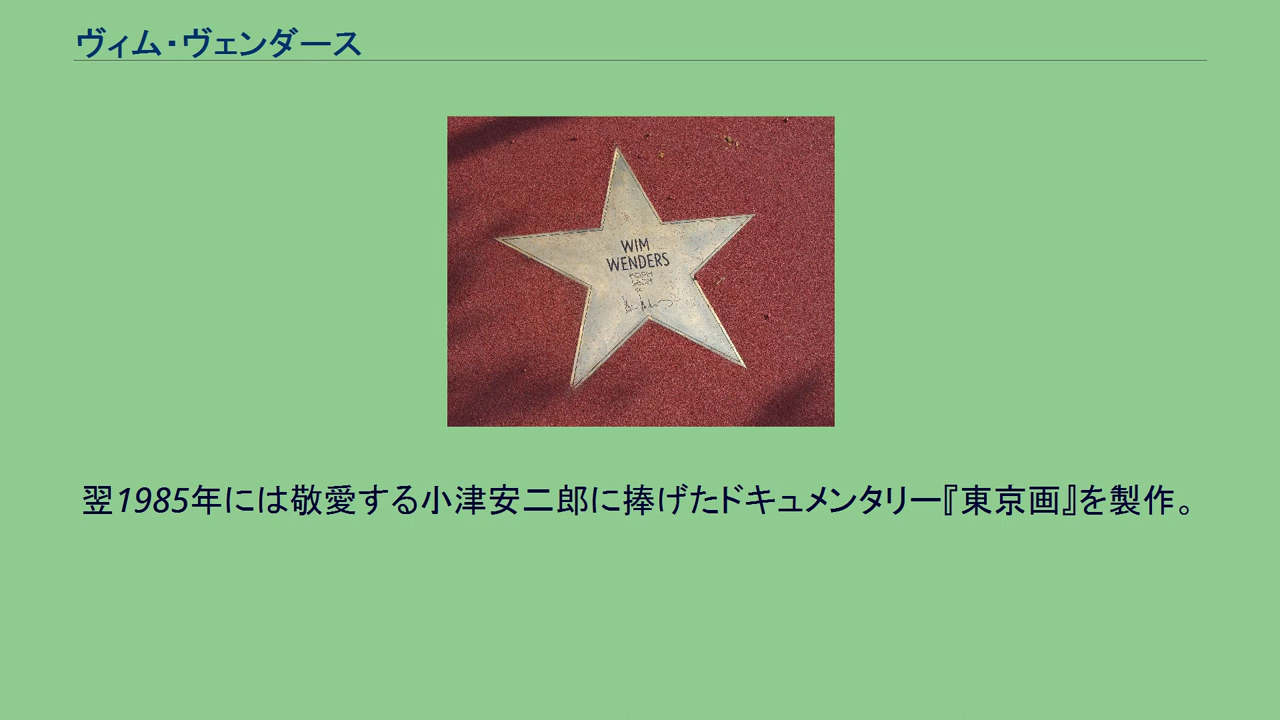 ヴィム・ヴェンダース
WIM
WENDERS
翌1985年には敬愛する小津安二郎に捧げたドキュメンタリー『東京画』を製作。